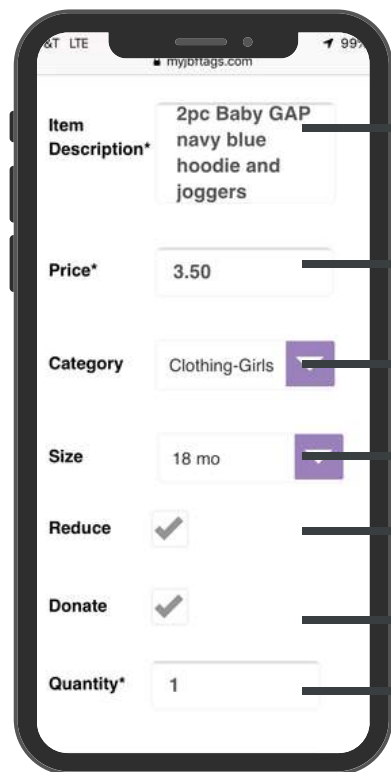 LTE
99%
myjbftags.com
Item
Description*
2pc Baby GAP
navy blue
hoodie and
joggers
Price*
3.50
Category
Clothing-Girls
Size
18 mo
Reduce
Donate
Quantity*
1